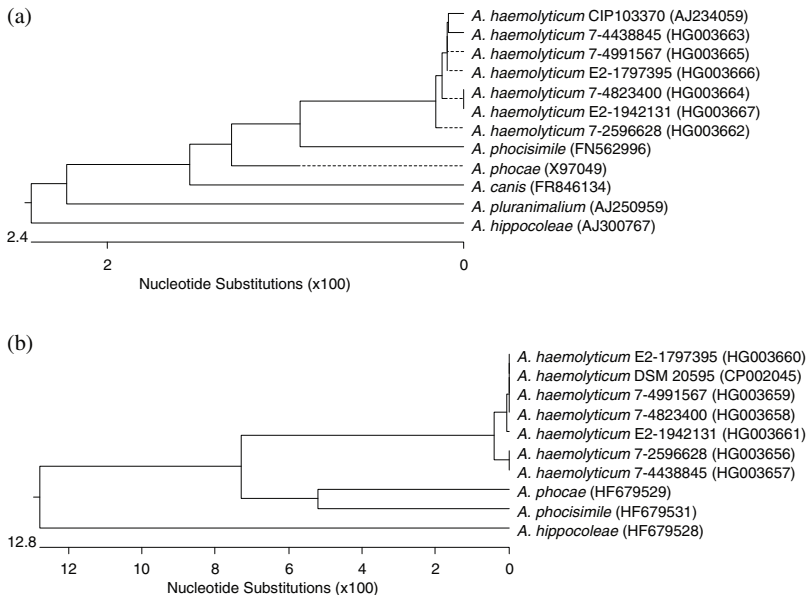 (a)
A. haemolyticum CIP103370 (AJ234059)
A. haemolyticum 7-4438845 (HG003663)
A. haemolyticum 7-4991567 (HG003665)
A. haemolyticum E2-1797395 (HG003666)
A. haemolyticum 7-4823400 (HG003664)
A. haemolyticum E2-1942131 (HG003667)
A. haemolyticum 7-2596628 (HG003662)
A. phocisimile (FN562996)
A. phocae (X97049)
A. canis (FR846134)
A. pluranimalium (AJ250959)
A. hippocoleae (AJ300767)
2.4
2 0
Nucleotide Substitutions (x100)
(b)
A. haemolyticum E2-1797395 (HG003660)
A. haemolyticum DSM 20595 (CP002045)
A. haemolyticum 7-4991567 (HG003659)
A. haemolyticum 7-4823400 (HG003658)
A. haemolyticum E2-1942131 (HG003661)
A. haemolyticum 7-2596628 (HG003656)
A. haemolyticum 7-4438845 (HG003657)
A. phocae (HF679529)
A. phocisimile (HF679531)
A. hippocoleae (HF679528)
12.8
12 10 8 6 4 2 0
Nucleotide Substitutions (x100)